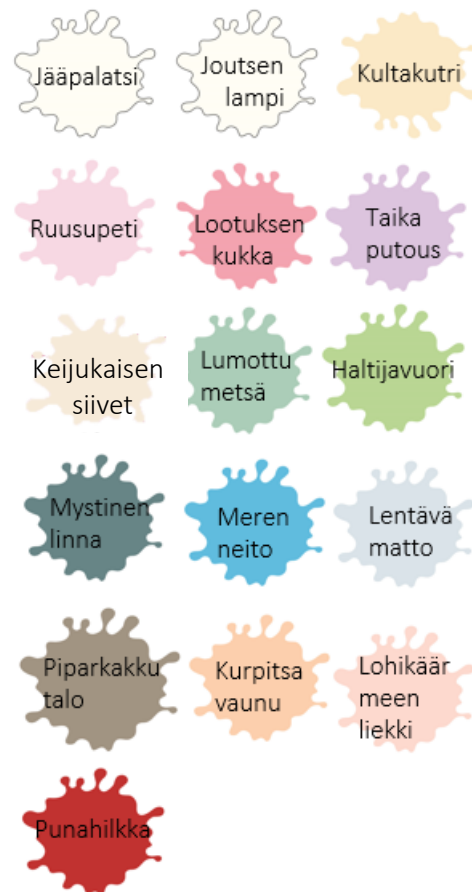 Jääpalatsi
Joutsen
lampi
Kultakutri
Ruusupeti
Lootuksen
kukka
Taika
putous
Keijukaisen
siivet
Lumottu
metsä
Haltijavuori
Mystinen
linna
Meren
neito
Lentävä
matto
Piparkakku
talo
Kurpitsa
vaunu
Lohikäär
meen
liekki
Punahilkka